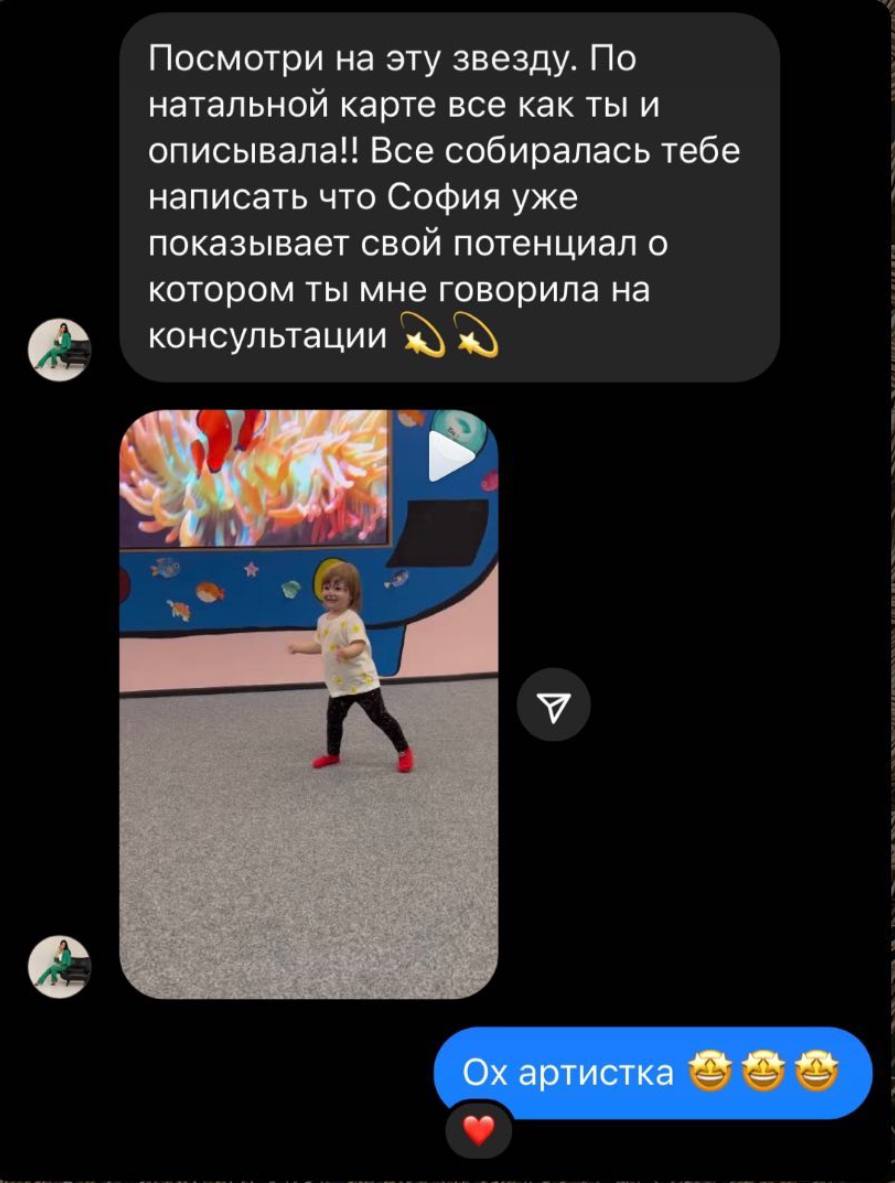 Посмотри на эту звезду. По
натальной карте все как ты и
описывала!! Все собиралась тебе
написать что София уже
показывает свой потенциал о
котором ты мне говорила на
консультации 💫💫
Ох артистка 🤩🤩🤩